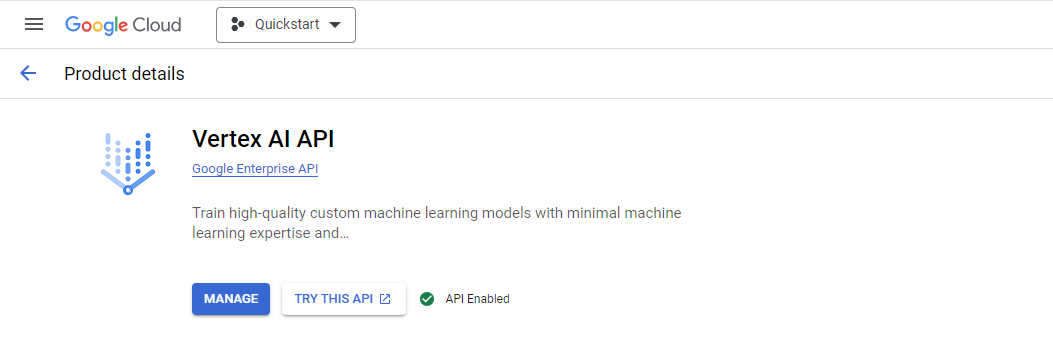 Google Cloud
Quickstart
Product details
Vertex AI API
Google Enterprise API
Train high-quality custom machine learning models with minimal machine
learning expertise and…
MANAGE
TRY THIS API
API Enabled